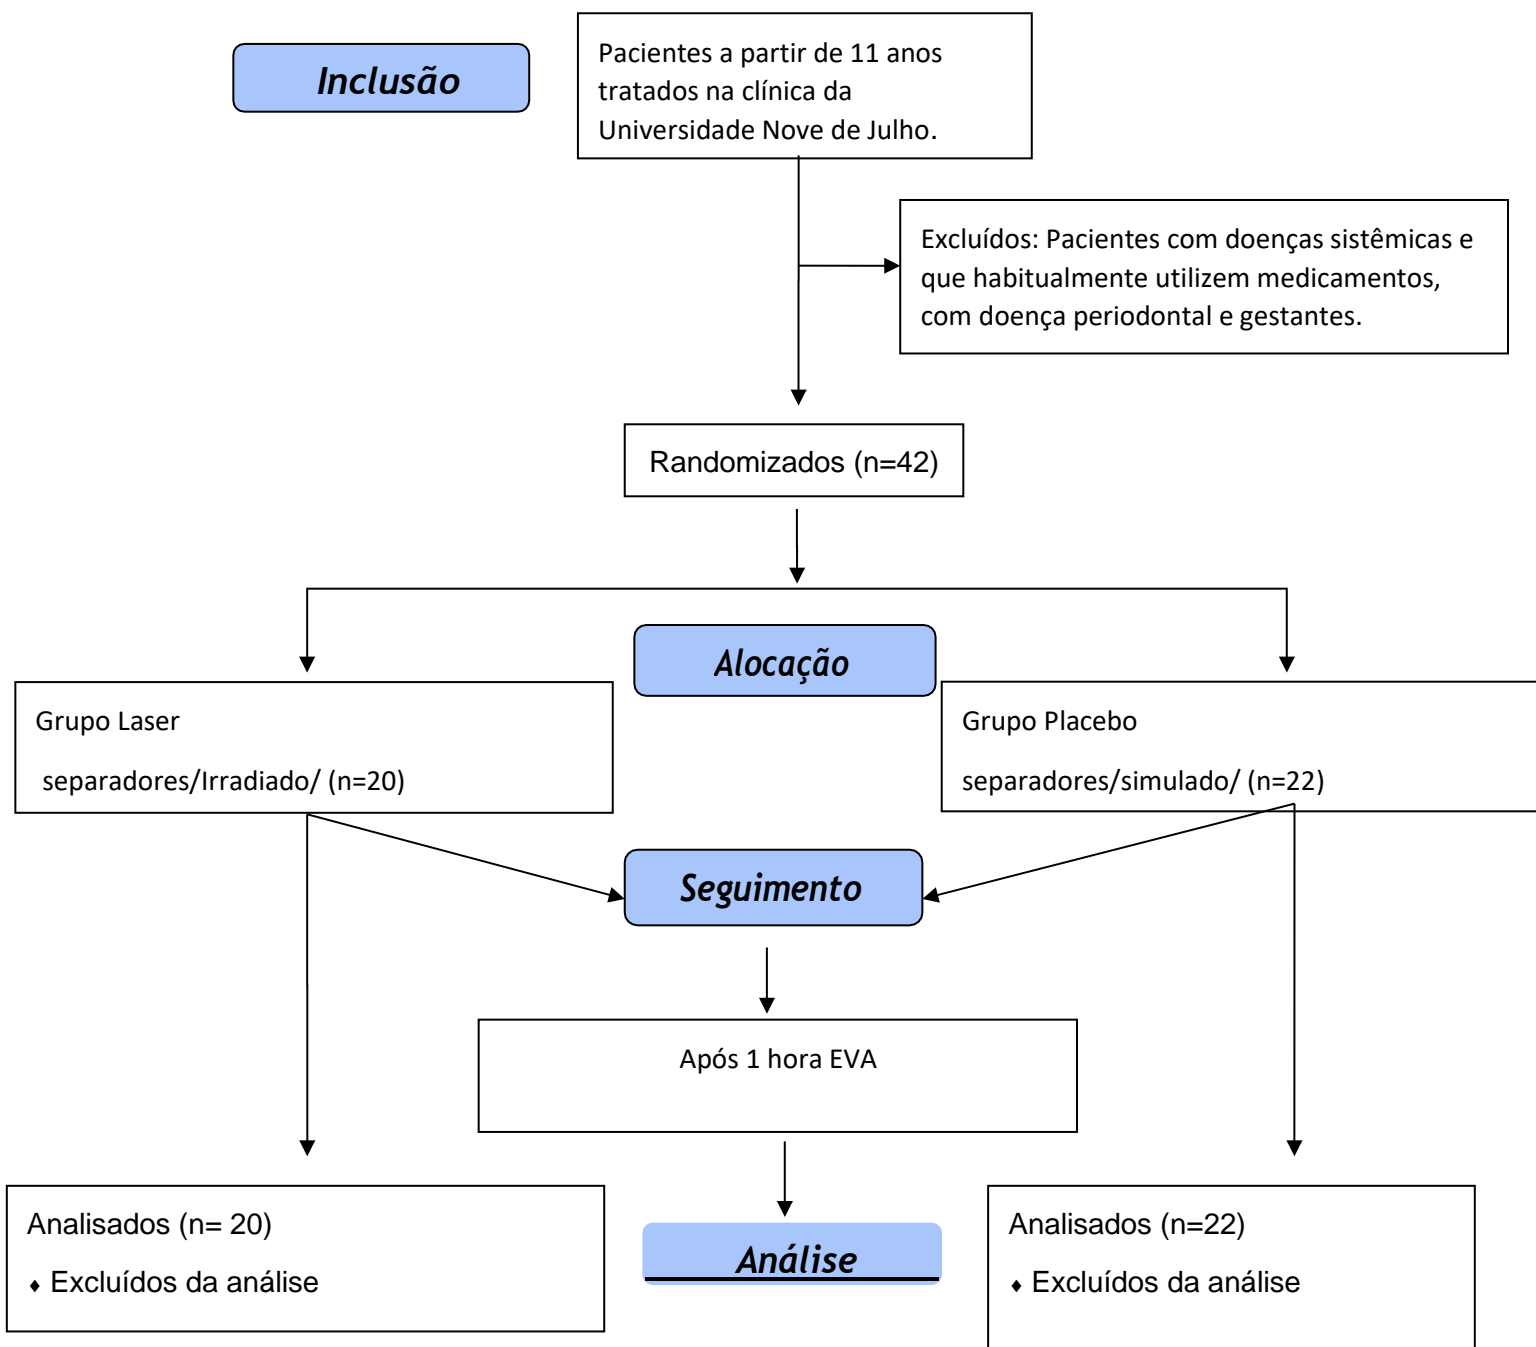 Inclusão
Pacientes a partir de 11 anos
tratados na clínica da
Universidade Nove de Julho.
Excluídos: Pacientes com doenças sistêmicas e
que habitualmente utilizem medicamentos,
com doença periodontal e gestantes.
Randomizados (n=42)
Alocação
Grupo Laser
separadores/Irradiado/ (n=20)
Grupo Placebo
separadores/simulado/ (n=22)
Seguimento
Após 1 hora EVA
Analisados (n= 20)
⬧ Excluídos da análise
Análise
Analisados (n=22)
⬧ Excluídos da análise